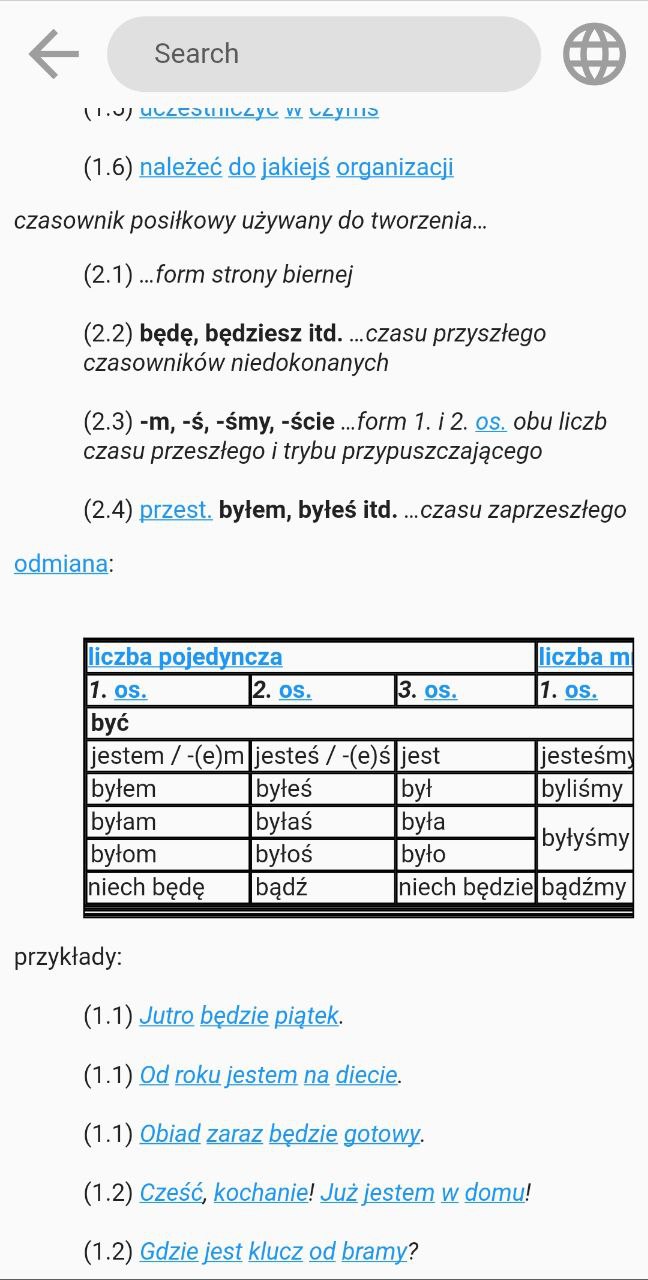 Search
(1.5) uczestniczyć w czymś
(1.6) należeć do jakiejś organizacji
czasownik posiłkowy używany do tworzenia…
(2.1) …form strony biernej
(2.2) będę, będziesz itd. …czasu przyszłego
czasowników niedokonanych
(2.3) -m, -ś, -śmy, -ście …form 1. i 2. os. obu liczb
czasu przeszłego i trybu przypuszczającego
(2.4) przest. byłem, byłeś itd. …czasu zaprzeszłego
odmiana:
liczba pojedyncza liczba m
1. os. 2. os. 3. os. 1. os.
być
jestem / -(e)m jesteś / -(e)ś jest jesteśmy
byłem byłeś był byliśmy
byłam byłaś była byłyśmy
byłom byłoś było
niech będę bądź niech będzie bądźmy
przykłady:
(1.1) Jutro będzie piątek.
(1.1) Od roku jestem na diecie.
(1.1) Obiad zaraz będzie gotowy.
(1.2) Cześć, kochanie! Już jestem w domu!
(1.2) Gdzie jest klucz od bramy?